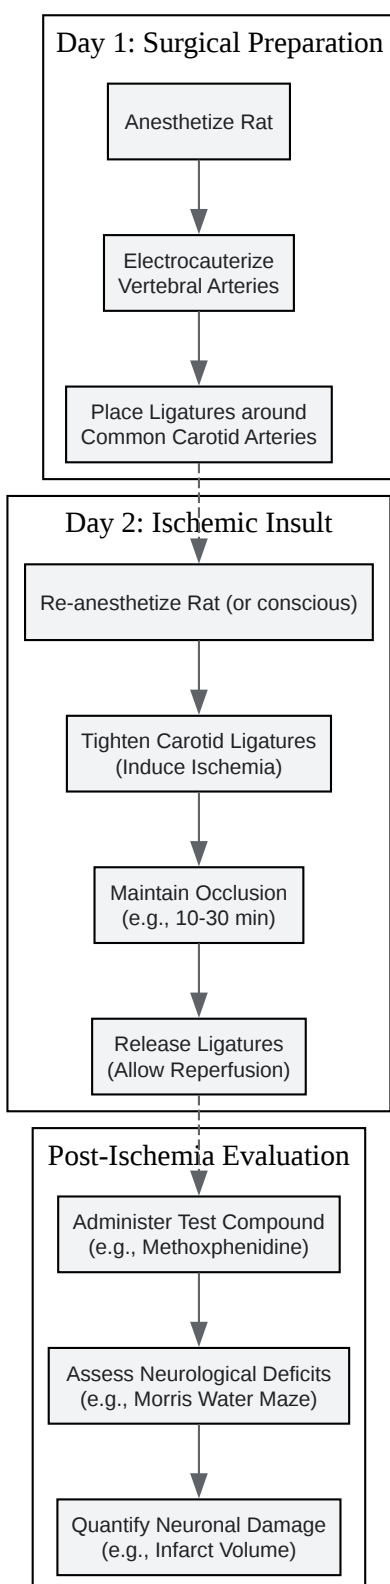 Day 1: Surgical Preparation
Anesthetize Rat
Electrocauterize
Vertebral Arteries
Place Ligatures around
Common Carotid Arteries
Day 2: Ischemic Insult
Re-anesthetize Rat (or conscious)
Tighten Carotid Ligatures
(Induce Ischemia)
Maintain Occlusion
(e.g., 10-30 min)
Release Ligatures
(Allow Reperfusion)
Post-Ischemia Evaluation
Administer Test Compound
(e.g., Methoxphenidine)
Assess Neurological Deficits
(e.g., Morris Water Maze)
Quantify Neuronal Damage
(e.g., Infarct Volume)